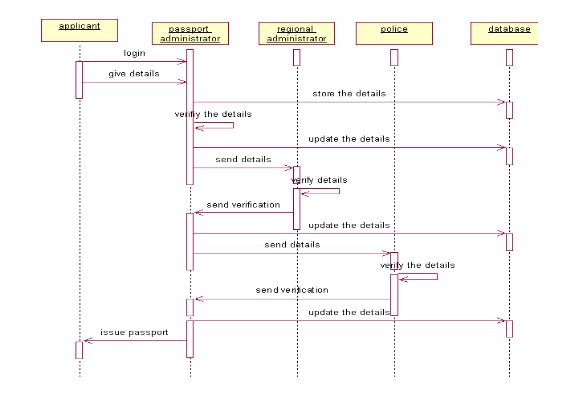 applicant
passport
administrator
regional
administrator
police
database
login
give details
store the details
verifiy the details
update the details
send details
verify details
send verification
update the details
send details
verify the details
send verification
update the details
issue passport